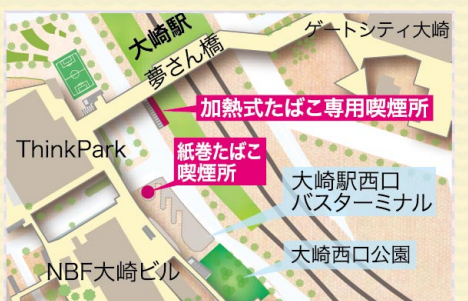 大崎駅
夢さん橋
ゲートシティ大崎
加熱式たばこ専用喫煙所
ThinkPark
紙巻たばこ
喫煙所
大崎駅西口
バスターミナル
大崎西口公園
NBF大崎ビル